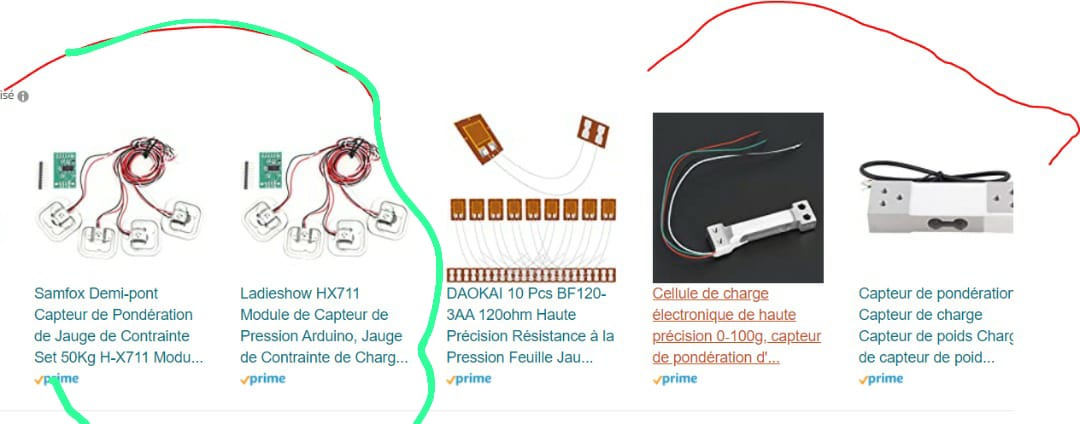 isé
Samfox Demi-pont
Capteur de Pondération
de Jauge de Contrainte
Set 50Kg H-X711 Modu...
prime
Ladieshow HX711
Module de Capteur de
Pression Arduino, Jauge
de Contrainte de Charg...
prime
DAOKAI 10 Pcs BF120-
3AA 120ohm Haute
Précision Résistance à la
Pression Feuille Jau...
prime
Cellule de charge
électronique de haute
précision 0-100g, capteur
de pondération d'...
prime
Capteur de pondération
Capteur de charge
Capteur de poids Charg
de capteur de poid...
prime